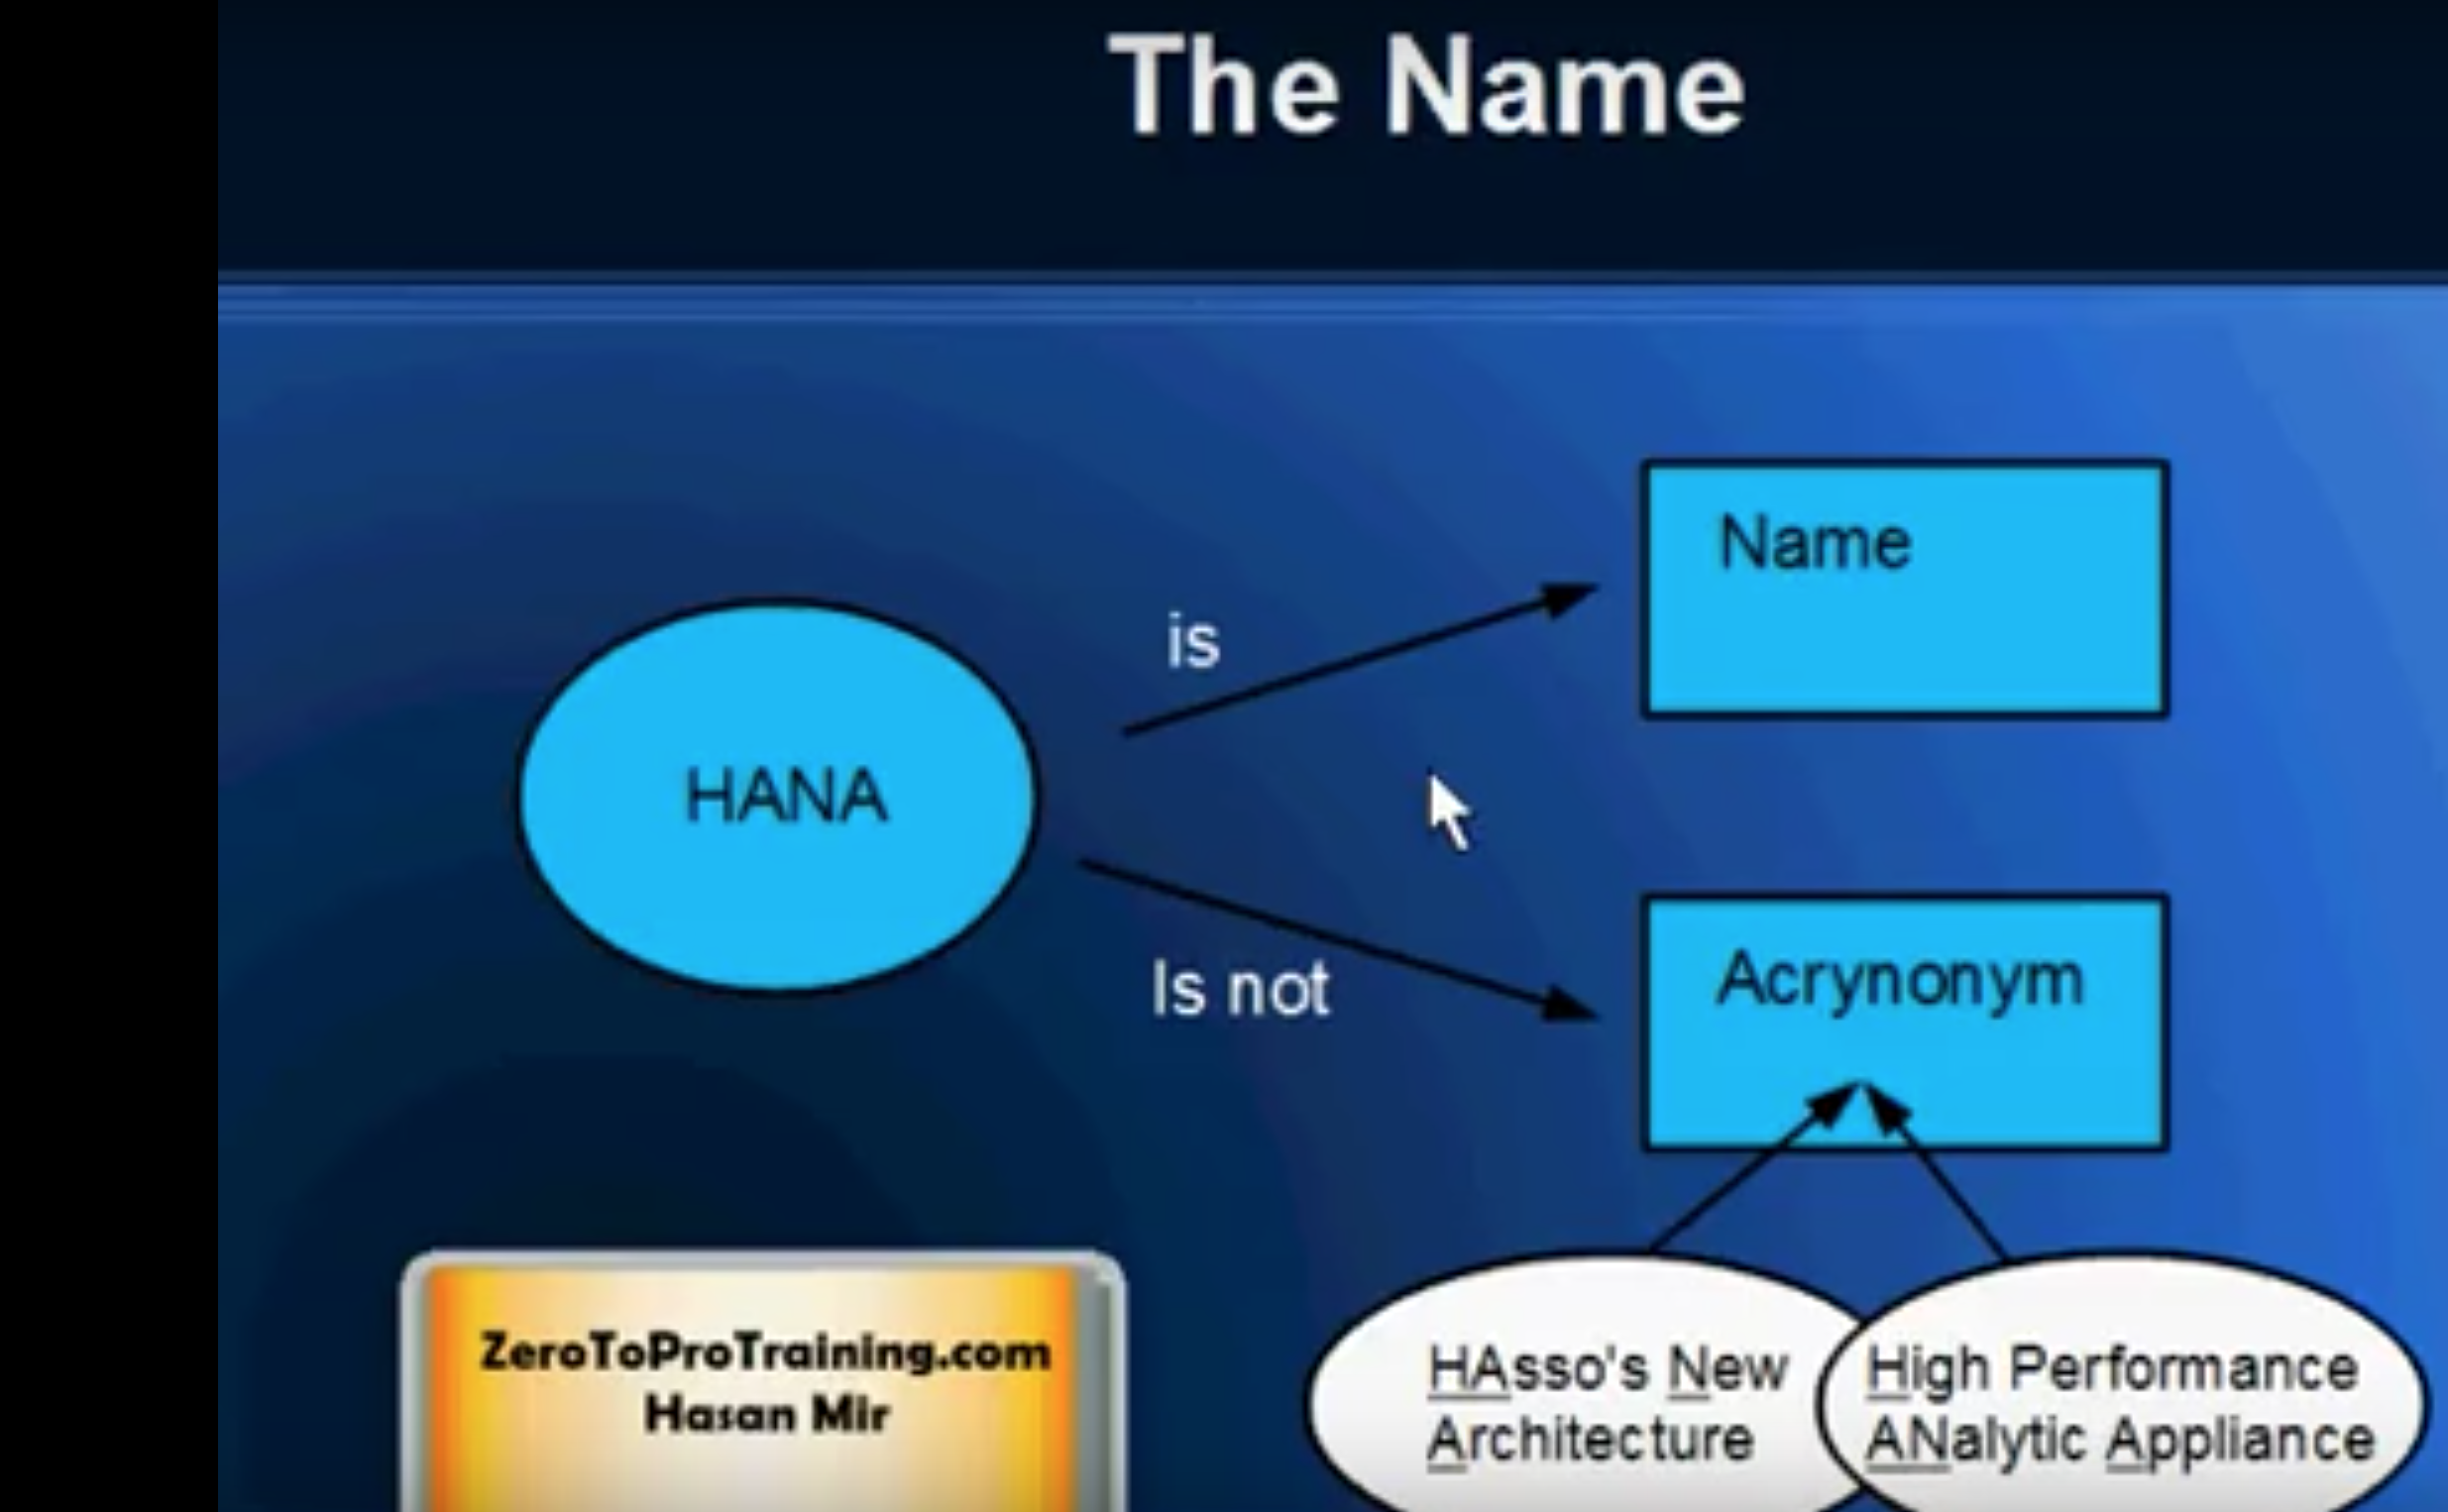 The Name
Name
is
HANA
Acrynonym
Is not
ZeroToProTraining.com
Hasan Mir
HAsso's New
Architecture
High Performance
ANalytic Appliance